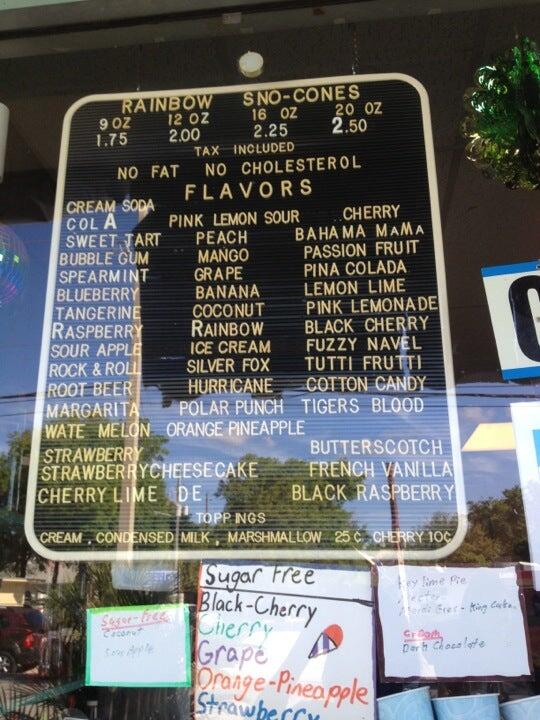 RAINBOW SNO-CONES
9 OZ 12 OZ 16 OZ 20 OZ
1.75 2.00 2.25 2.50
TAX INCLUDED
NO FAT NO CHOLESTEROL
FLAVORS
CREAM SODA
COLA PINK LEMON SOUR CHERRY
SWEET TART PEACH BAHAMA MAMA
BUBBLE GUM MANGO PASSION FRUIT
SPEARMINT GRAPE PINA COLADA
BLUEBERRY BANANA LEMON LIME
TANGERINE COCONUT PINK LEMONADE
RASPBERRY RAINBOW BLACK CHERRY
SOUR APPLE ICE CREAM FUZZY NAVEL
ROCK & ROLL SILVER FOX TUTTI FRUTTI
ROOT BEER HURRICANE COTTON CANDY
MARGARITA POLAR PUNCH TIGERS BLOOD
WATE MELON ORANGE PINEAPPLE
STRAWBERRY BUTTERSCOTCH
STRAWBERRY CHEESECAKE FRENCH VANILLA
CHERRY LIME DE BLACK RASPBERRY
TOPPINGS
CREAM, CONDENSED MILK, MARSHMALLOW 25¢ CHERRY 10¢
Sugar Free
Black-Cherry
Cherry
Grape
Orange-Pineapple
Strawberry
Sugar-Free
Coconut
Sour Apple
Key lime Pie
King
Cream
Dark Chocolate